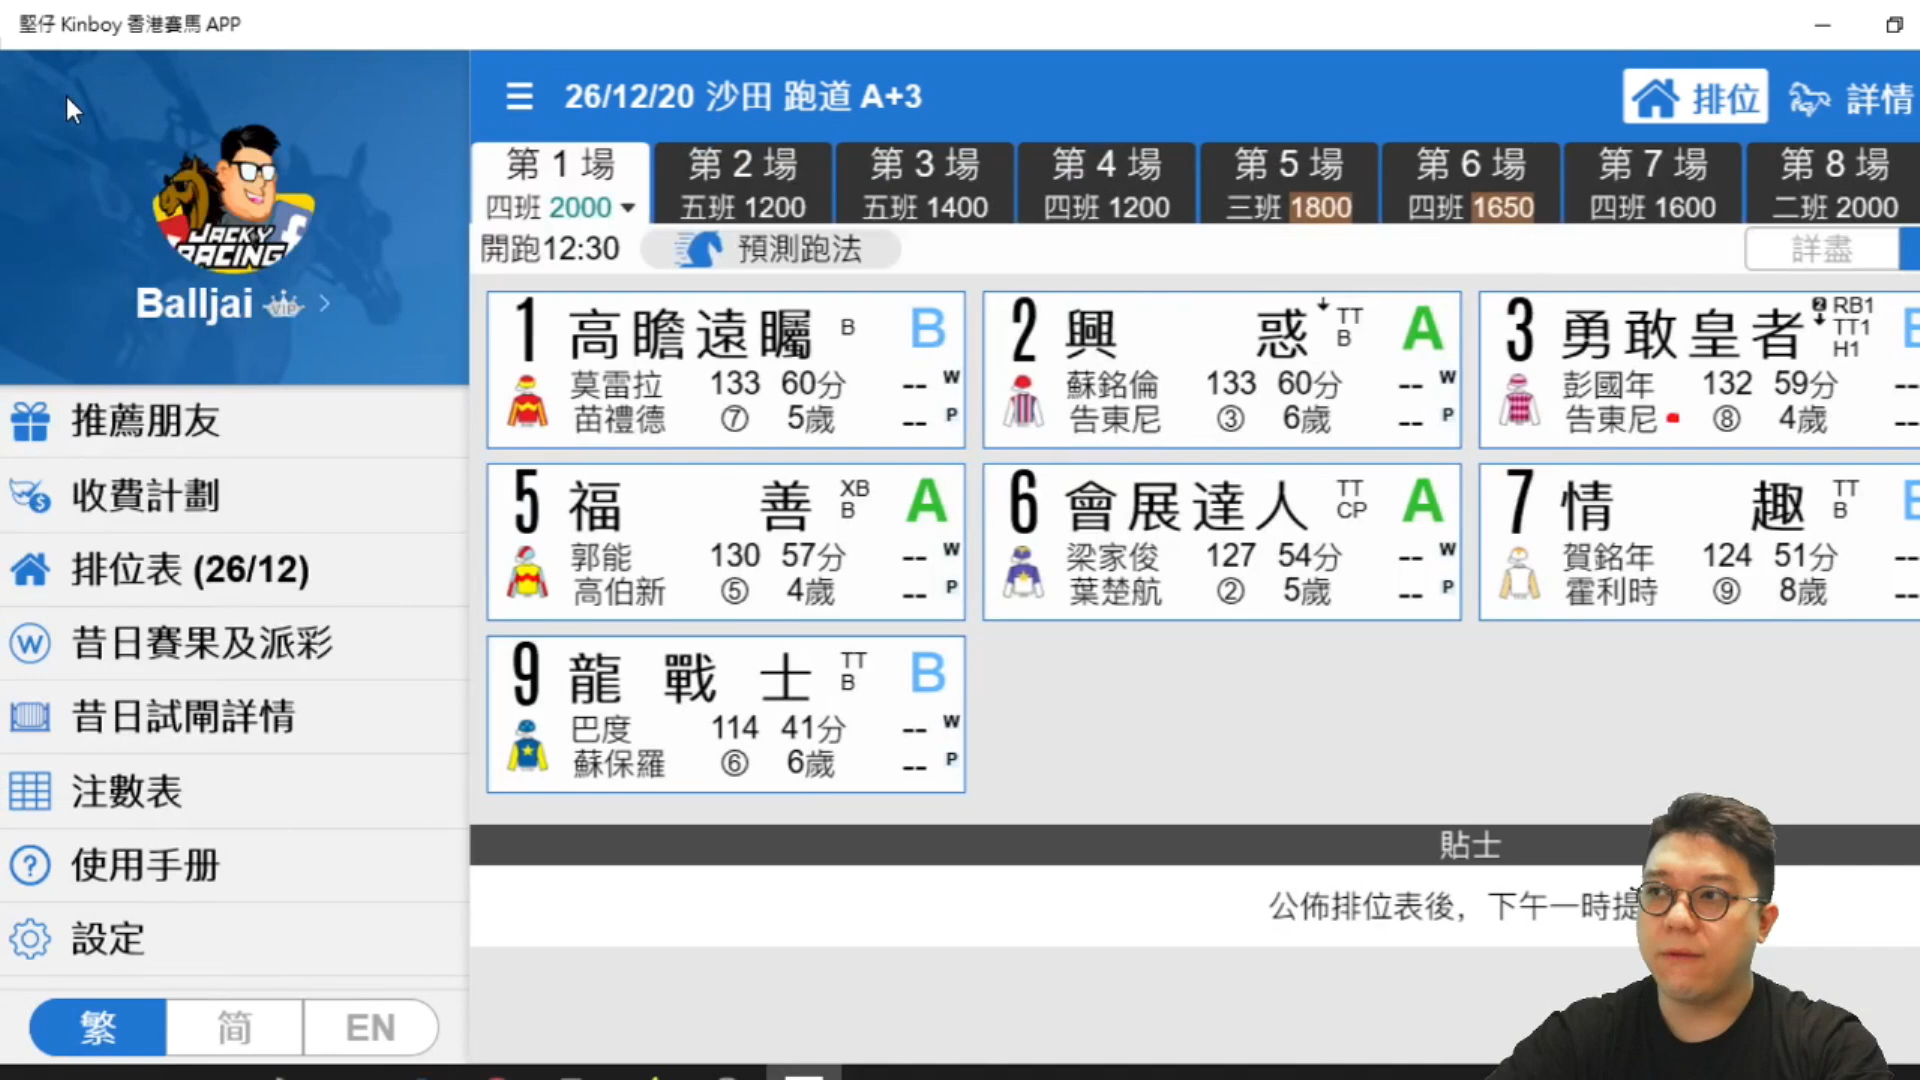 堅仔 Kinboy 香港賽馬 APP
JACKY RACING
Balljai VIP
推薦朋友
收費計劃
排位表 (26/12)
昔日賽果及派彩
昔日試閘詳情
注數表
使用手册
設定
繁 简 EN
26/12/20 沙田 跑道 A+3
排位 詳情
第 1 場 第 2 場 第 3 場 第 4 場 第 5 場 第 6 場 第 7 場 第 8 場
四班 2000 五班 1200 五班 1400 四班 1200 三班 1800 四班 1650 四班 1600 二班 2000
開跑12:30 預測跑法 詳盡
1 高瞻遠矚 B B
莫雷拉 133 60分 -- W
苗禮德 ⑦ 5歲 -- P
2 興惑 TT B A
蘇銘倫 133 60分 -- W
告東尼 ③ 6歲 -- P
3 勇敢皇者 2 RB1 TT1 H1
彭國年 132 59分 --
告東尼 ⑧ 4歲 --
5 福善 XB B A
郭能 130 57分 -- W
高伯新 ⑤ 4歲 -- P
6 會展達人 TT CP A
梁家俊 127 54分 -- W
葉楚航 ② 5歲 -- P
7 情趣 TT B
賀銘年 124 51分 --
霍利時 ⑨ 8歲 --
9 龍戰士 TT B B
巴度 114 41分 -- W
蘇保羅 ⑥ 6歲 -- P
貼士
公佈排位表後，下午一時提